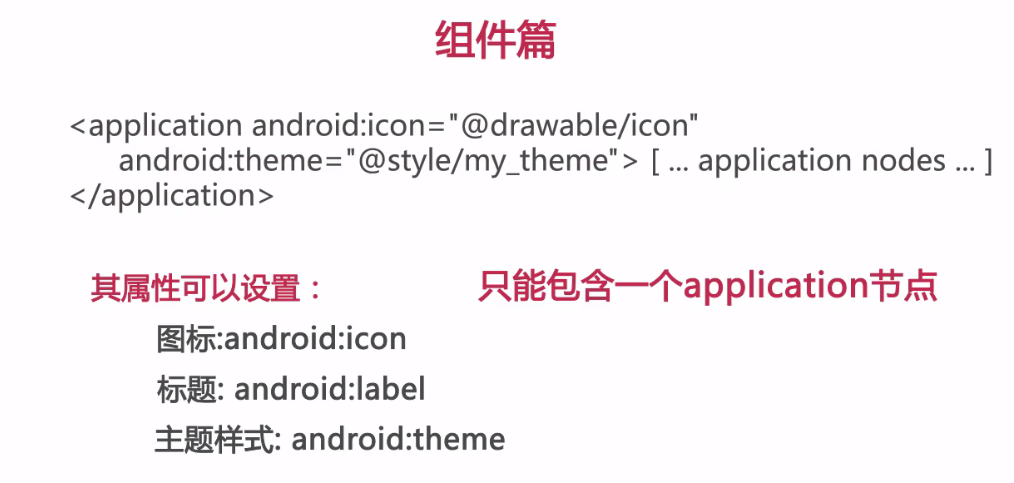 组件篇
<application android:icon="@drawable/icon"
android:theme="@style/my_theme"> [ ... application nodes ... ]
</application>
其属性可以设置：
只能包含一个application节点
图标:android:icon
标题: android:label
主题样式: android:theme